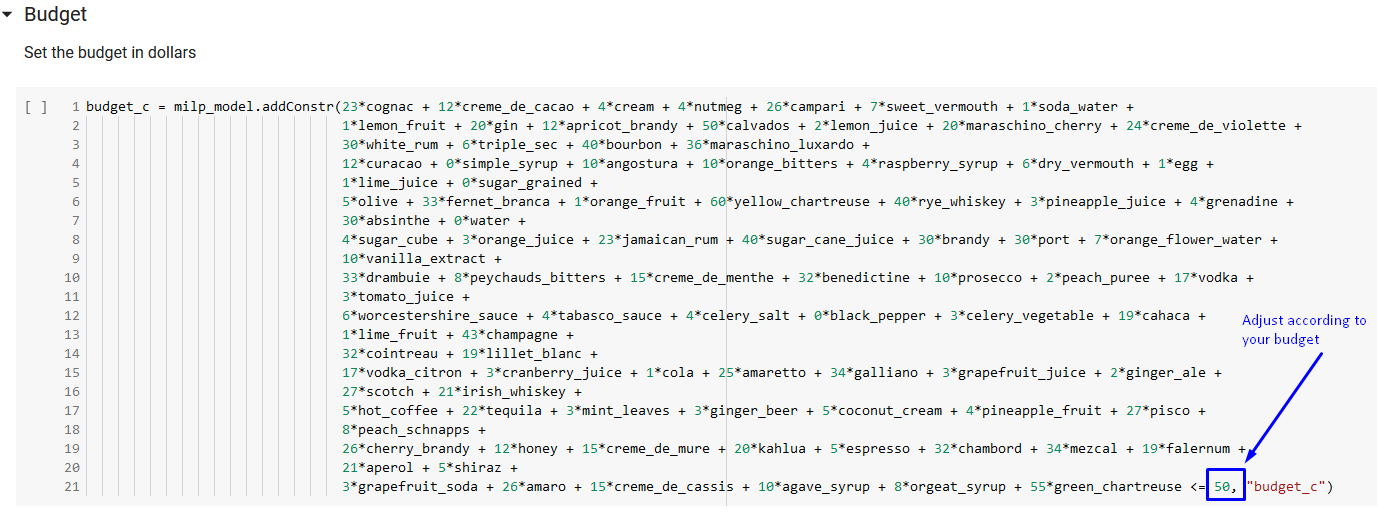 Budget
Set the budget in dollars
[ ] 1 budget_c = milp_model.addConstr(23*cognac + 12*creme_de_cacao + 4*cream + 4*nutmeg + 26*campari + 7*sweet_vermouth + 1*soda_water +
2 1*lemon_fruit + 20*gin + 12*apricot_brandy + 50*calvados + 2*lemon_juice + 20*maraschino_cherry + 24*creme_de_violette +
3 30*white_rum + 6*triple_sec + 40*bourbon + 36*maraschino_luxardo +
4 12*curacao + 0*simple_syrup + 10*angostura + 10*orange_bitters + 4*raspberry_syrup + 6*dry_vermouth + 1*egg +
5 1*lime_juice + 0*sugar_grained +
6 5*olive + 33*fernet_branca + 1*orange_fruit + 60*yellow_chartreuse + 40*rye_whiskey + 3*pineapple_juice + 4*grenadine +
7 30*absinthe + 0*water +
8 4*sugar_cube + 3*orange_juice + 23*jamaican_rum + 40*sugar_cane_juice + 30*brandy + 30*port + 7*orange_flower_water +
9 10*vanilla_extract +
10 33*drambuie + 8*peychauds_bitters + 15*creme_de_menthe + 32*benedictine + 10*prosecco + 2*peach_puree + 17*vodka +
11 3*tomato_juice +
12 6*worcestershire_sauce + 4*tabasco_sauce + 4*celery_salt + 0*black_pepper + 3*celery_vegetable + 19*cahaca +
13 1*lime_fruit + 43*champagne +
14 32*cointreau + 19*lillet_blanc +
15 17*vodka_citron + 3*cranberry_juice + 1*cola + 25*amaretto + 34*galliano + 3*grapefruit_juice + 2*ginger_ale +
16 27*scotch + 21*irish_whiskey +
17 5*hot_coffee + 22*tequila + 3*mint_leaves + 3*ginger_beer + 5*coconut_cream + 4*pineapple_fruit + 27*pisco +
18 8*peach_schnapps +
19 26*cherry_brandy + 12*honey + 15*creme_de_mure + 20*kahlua + 5*espresso + 32*chambord + 34*mezcal + 19*falernum +
20 21*aperol + 5*shiraz +
21 3*grapefruit_soda + 26*amaro + 15*creme_de_cassis + 10*agave_syrup + 8*orgeat_syrup + 55*green_chartreuse <= 50, "budget_c")
Adjust according to
your budget